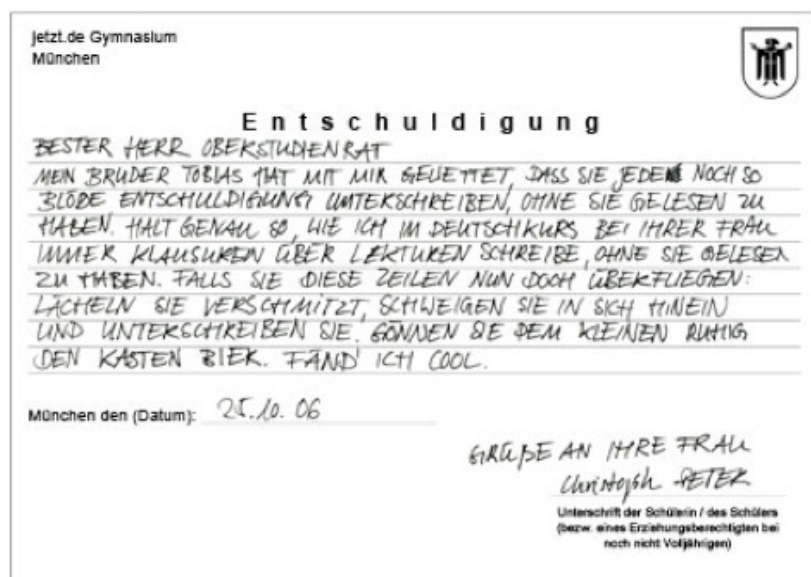 jetzt.de Gymnasium
München
Entschuldigung
BESTER HERR OBERSTUDIENRAT
MEIN BRUDER TOBIAS HAT MIT MIR GEWETTET, DASS SIE JEDE NOCH SO
BLÖDE ENTSCHULDIGUNG UNTERSCHREIBEN, OHNE SIE GELESEN ZU
HABEN. HALT GENAU SO, WIE ICH IM DEUTSCHKURS BEI IHRER FRAU
IMMER KLAUSUREN ÜBER LEKTÜREN SCHREIBE, OHNE SIE GELESEN
ZU HABEN. FALLS SIE DIESE ZEILEN NUN DOCH ÜBERFLIEGEN:
LÄCHELN SIE VERSCHMITZT, SCHWEIGEN SIE IN SICH HINEIN
UND UNTERSCHREIBEN SIE. GÖNNEN SIE DEM KLEINEN RUHIG
DEN KASTEN BIER. FÄND' ICH COOL.
München den (Datum): 25.10.06
GRÜßE AN IHRE FRAU
Christoph PETER
Unterschrift der Schülerin / des Schülers
(bezw. eines Erziehungsberechtigten bei
noch nicht Volljährigen)